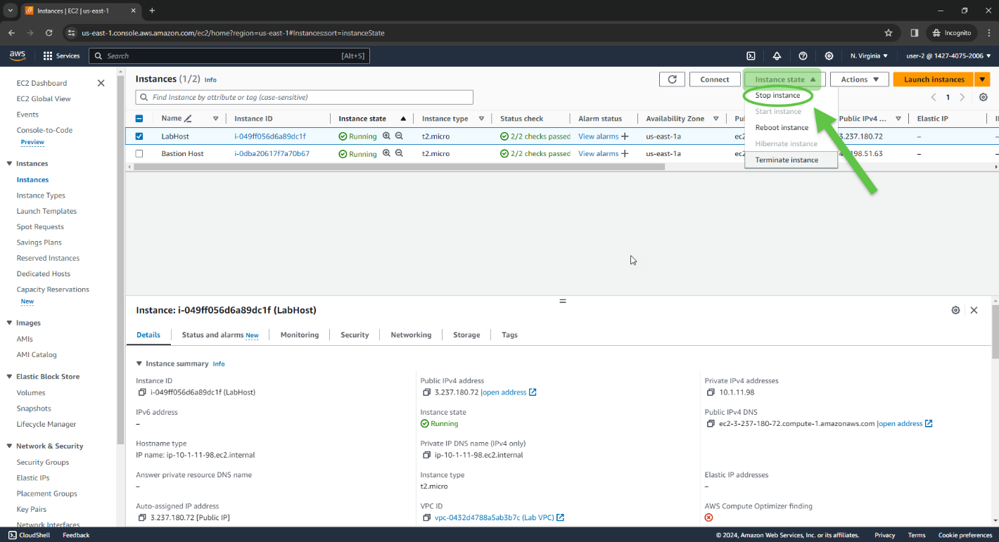 Instances | EC2 | us-east-1
us-east-1.console.aws.amazon.com/ec2/home?region=us-east-1#Instances:sort=instanceState
Incognito
aws
Services
Search
[Alt+S]
N. Virginia
user-2 @ 1427-4075-2006
EC2 Dashboard
EC2 Global View
Events
Console-to-Code
Preview
Instances
Instances
Instance Types
Launch Templates
Spot Requests
Savings Plans
Reserved Instances
Dedicated Hosts
Capacity Reservations
New
Images
AMIs
AMI Catalog
Elastic Block Store
Volumes
Snapshots
Lifecycle Manager
Network & Security
Security Groups
Elastic IPs
Placement Groups
Key Pairs
Network Interfaces
Instances (1/2) Info
Connect
Instance state
Actions
Launch instances
Find Instance by attribute or tag (case-sensitive)
1
Stop instance
Start instance
Reboot instance
Hibernate instance
Terminate instance
Name Instance ID Instance state Instance type Status check Alarm status Availability Zone Public IPv4 ... Elastic IP
LabHost i-049ff056d6a89dc1f Running t2.micro 2/2 checks passed View alarms + us-east-1a ec2 3.237.180.72 –
Bastion Host i-0dba20617f7a70b67 Running t2.micro 2/2 checks passed View alarms + us-east-1a ec2 198.51.63 –
Instance: i-049ff056d6a89dc1f (LabHost)
Details Status and alarms New Monitoring Security Networking Storage Tags
Instance summary Info
Instance ID
i-049ff056d6a89dc1f (LabHost)
Public IPv4 address
3.237.180.72 |open address
Private IPv4 addresses
10.1.11.98
IPv6 address
–
Instance state
Running
Public IPv4 DNS
ec2-3-237-180-72.compute-1.amazonaws.com |open address
Hostname type
IP name: ip-10-1-11-98.ec2.internal
Private IP DNS name (IPv4 only)
ip-10-1-11-98.ec2.internal
Answer private resource DNS name
–
Instance type
t2.micro
Elastic IP addresses
–
Auto-assigned IP address
3.237.180.72 [Public IP]
VPC ID
vpc-0432d4788a5ab3b7c (Lab VPC)
AWS Compute Optimizer finding
CloudShell
Feedback
© 2024, Amazon Web Services, Inc. or its affiliates.
Privacy
Terms
Cookie preferences